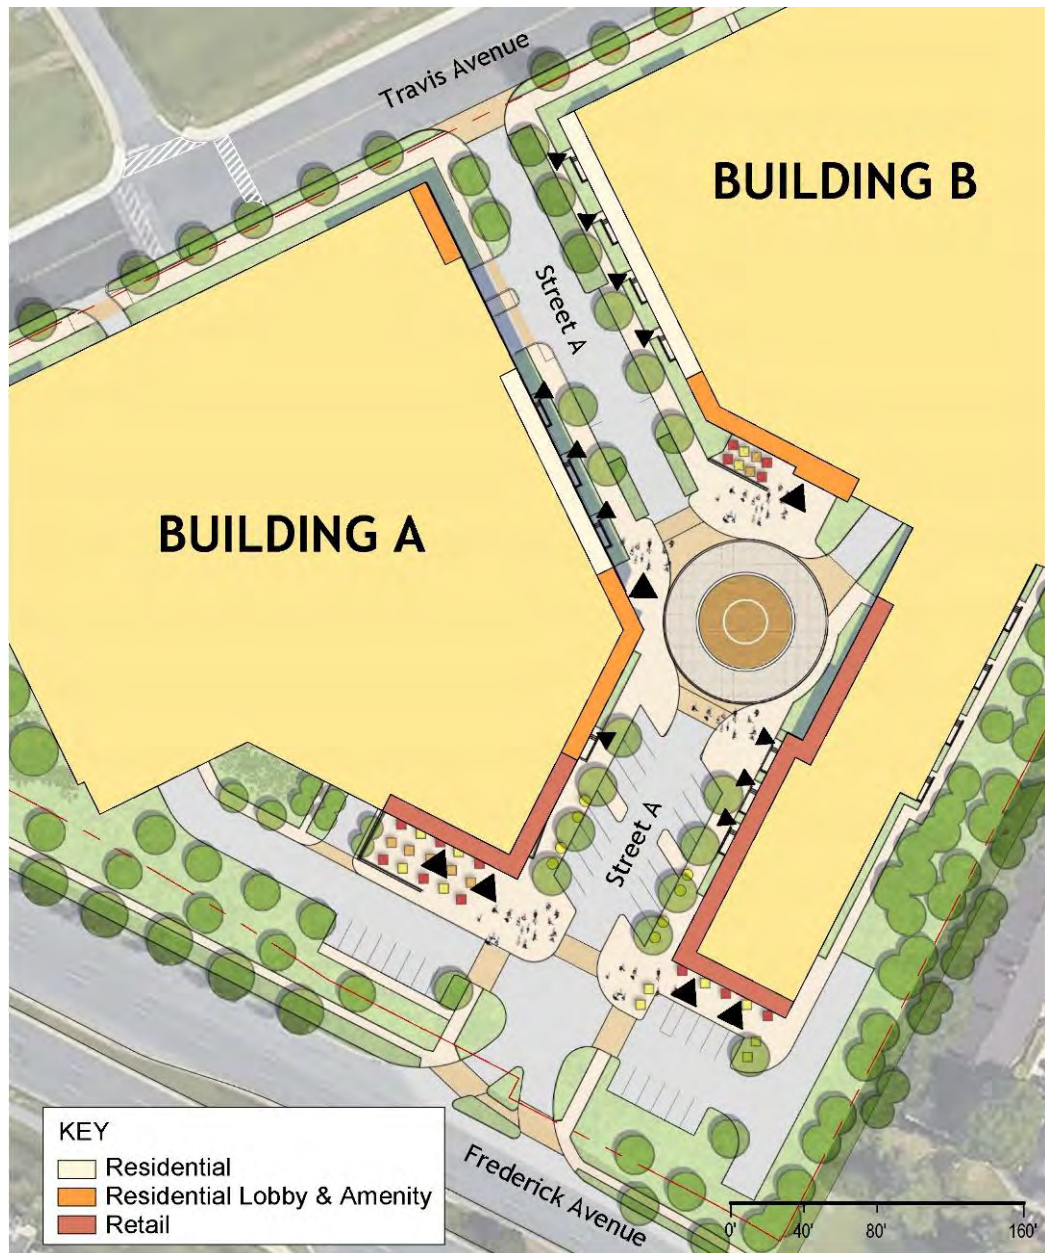 Travis Avenue
BUILDING B
Street A
BUILDING A
Street A
KEY
Residential
Residential Lobby & Amenity
Retail
Frederick Avenue
0' 40' 80' 160'